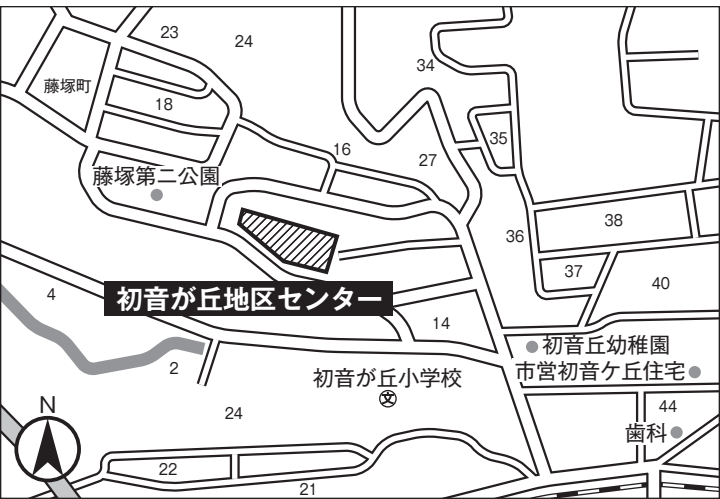 23
24
34
藤塚町
18
35
16
27
藤塚第二公園
38
36
37
40
4
初音が丘地区センター
14
初音丘幼稚園
2
初音が丘小学校
市営初音ケ丘住宅
文
N
24
44
歯科
22
21